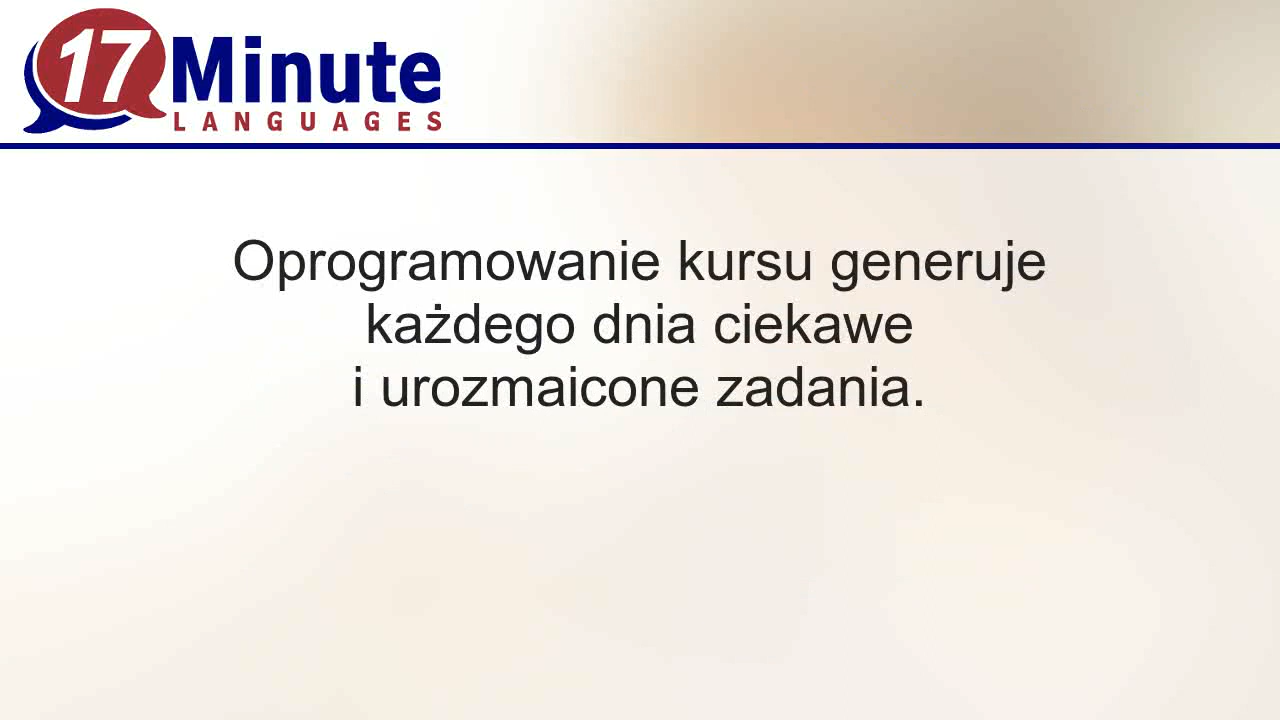 17 Minute
LANGUAGES
Oprogramowanie kursu generuje
każdego dnia ciekawe
i urozmaicone zadania.